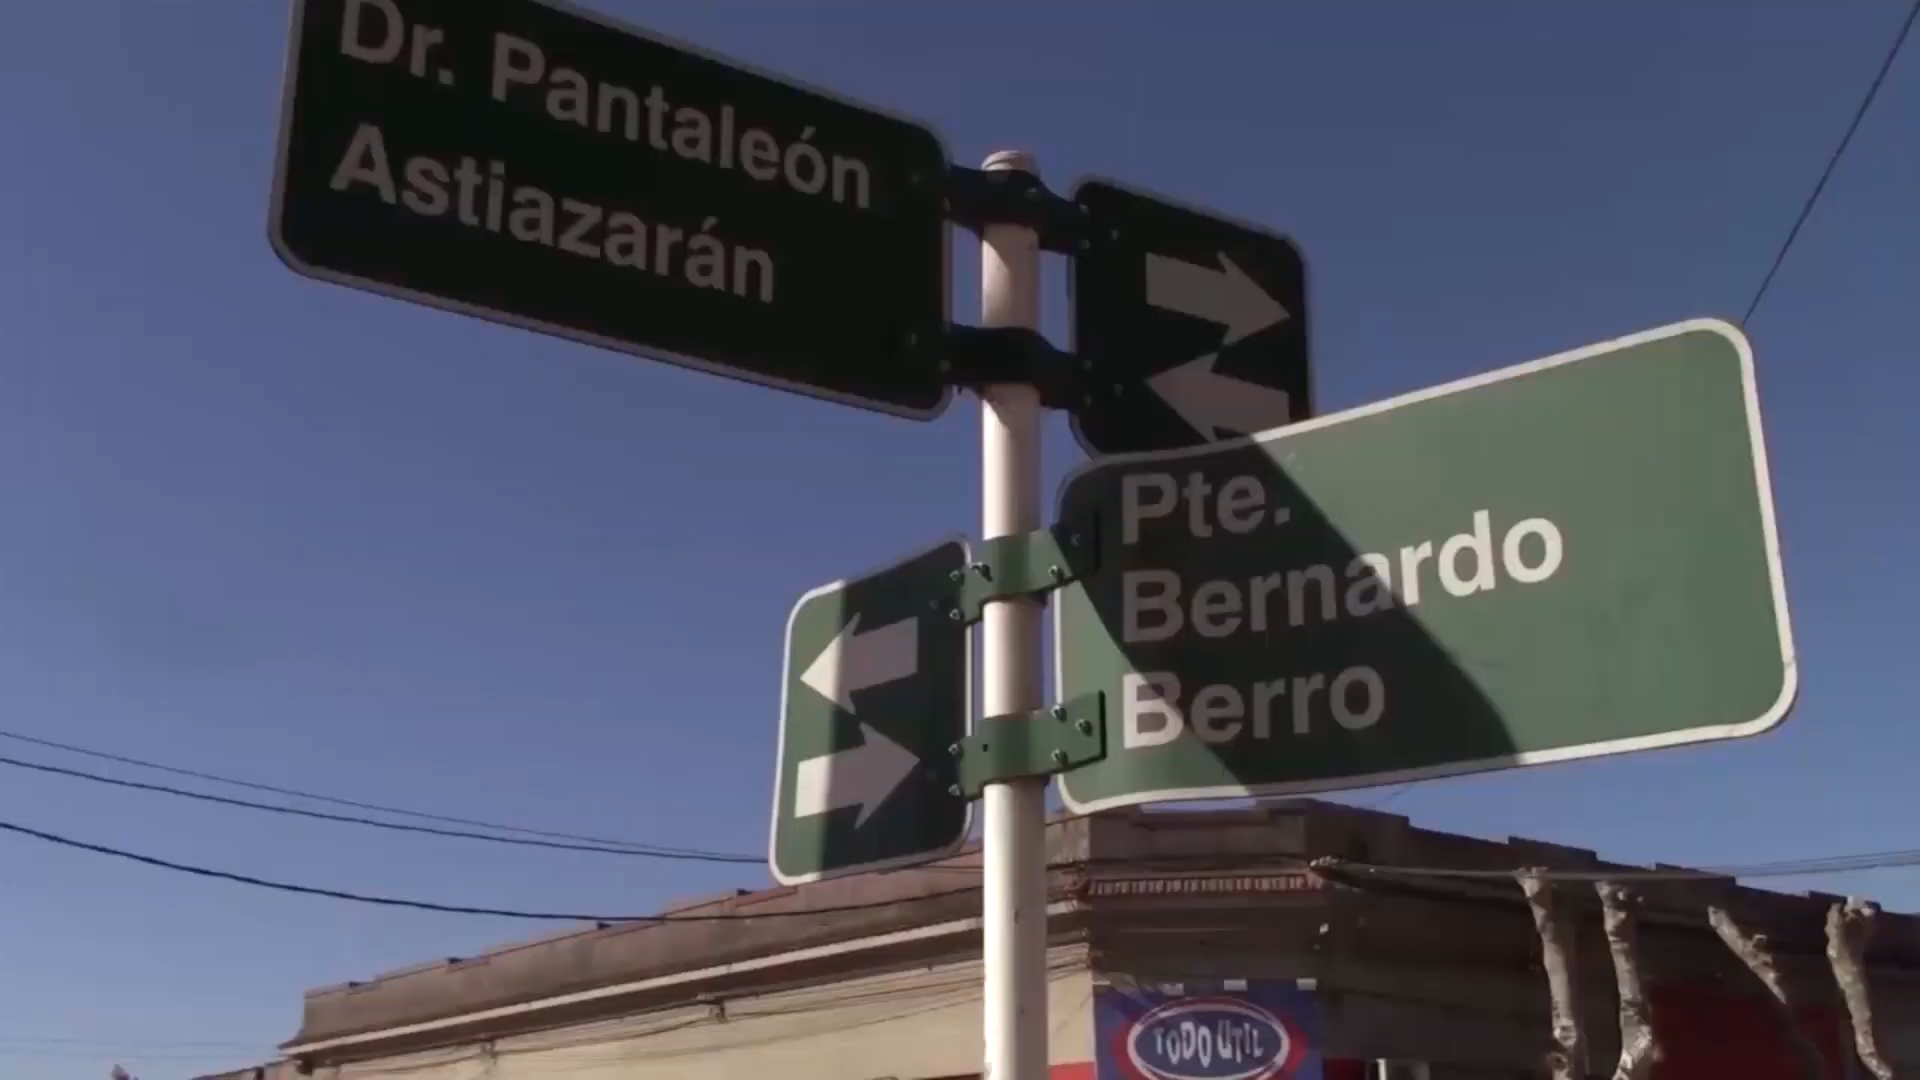 Dr. Pantaleón
Astiazarán
Pte.
Bernardo
Berro
TODO UTIL